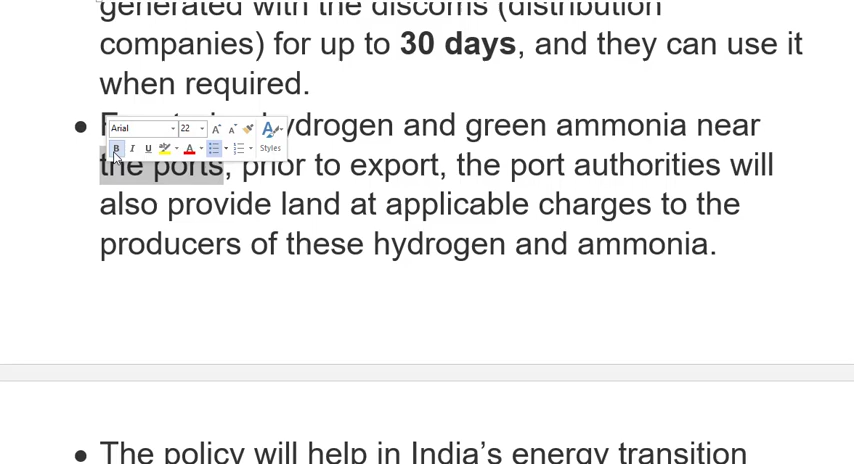 generated with the discoms (distribution
companies) for up to 30 days, and they can use it
when required.
● hydrogen and green ammonia near
the ports, prior to export, the port authorities will
also provide land at applicable charges to the
producers of these hydrogen and ammonia.
Arial 22 A A
B I U aby A Styles
● The policy will help in India’s energy transition